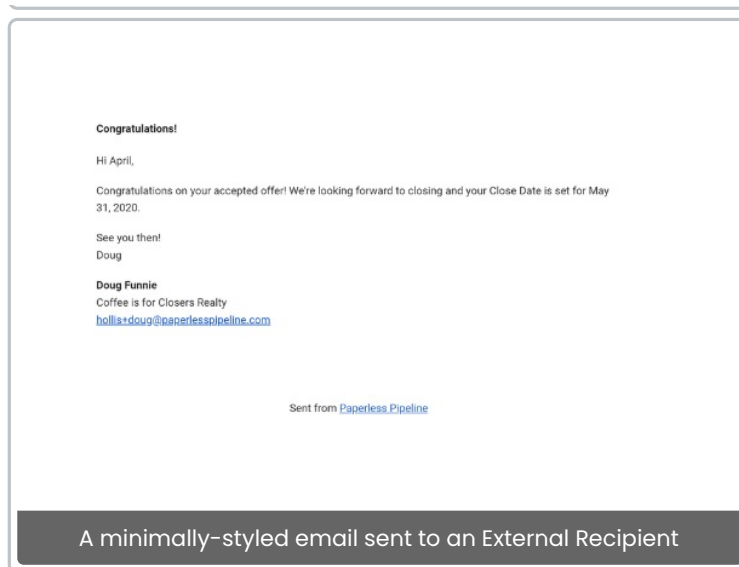 Congratulations!
Hi April,
Congratulations on your accepted offer! We're looking forward to closing and your Close Date is set for May
31, 2020.
See you then!
Doug
Doug Funnie
Coffee is for Closers Realty
hollis+doug@paperlesspipeline.com
Sent from Paperless Pipeline
A minimally-styled email sent to an External Recipient